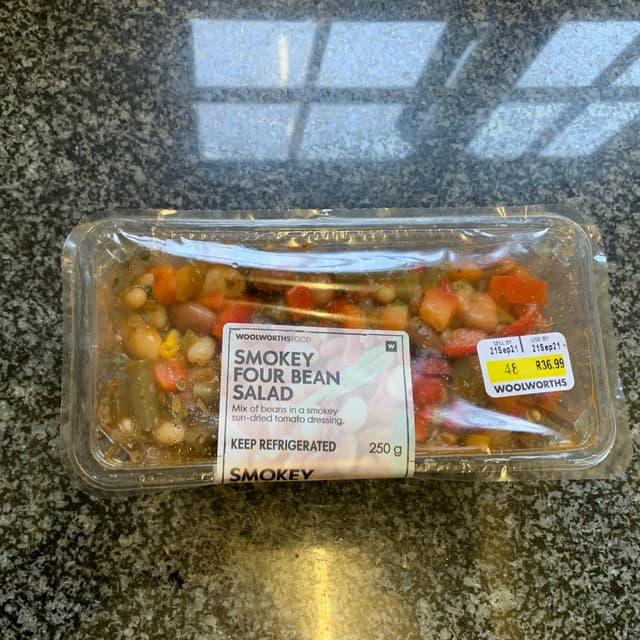 WOOLWORTHSFOOD
W
SMOKEY
FOUR BEAN
SALAD
Mix of beans in a smokey
sun-dried tomato dressing.
KEEP REFRIGERATED 250 g
SMOKEY
SELL BY USE BY
21Sep21 21Sep21
48 R36.99
WOOLWORTHS